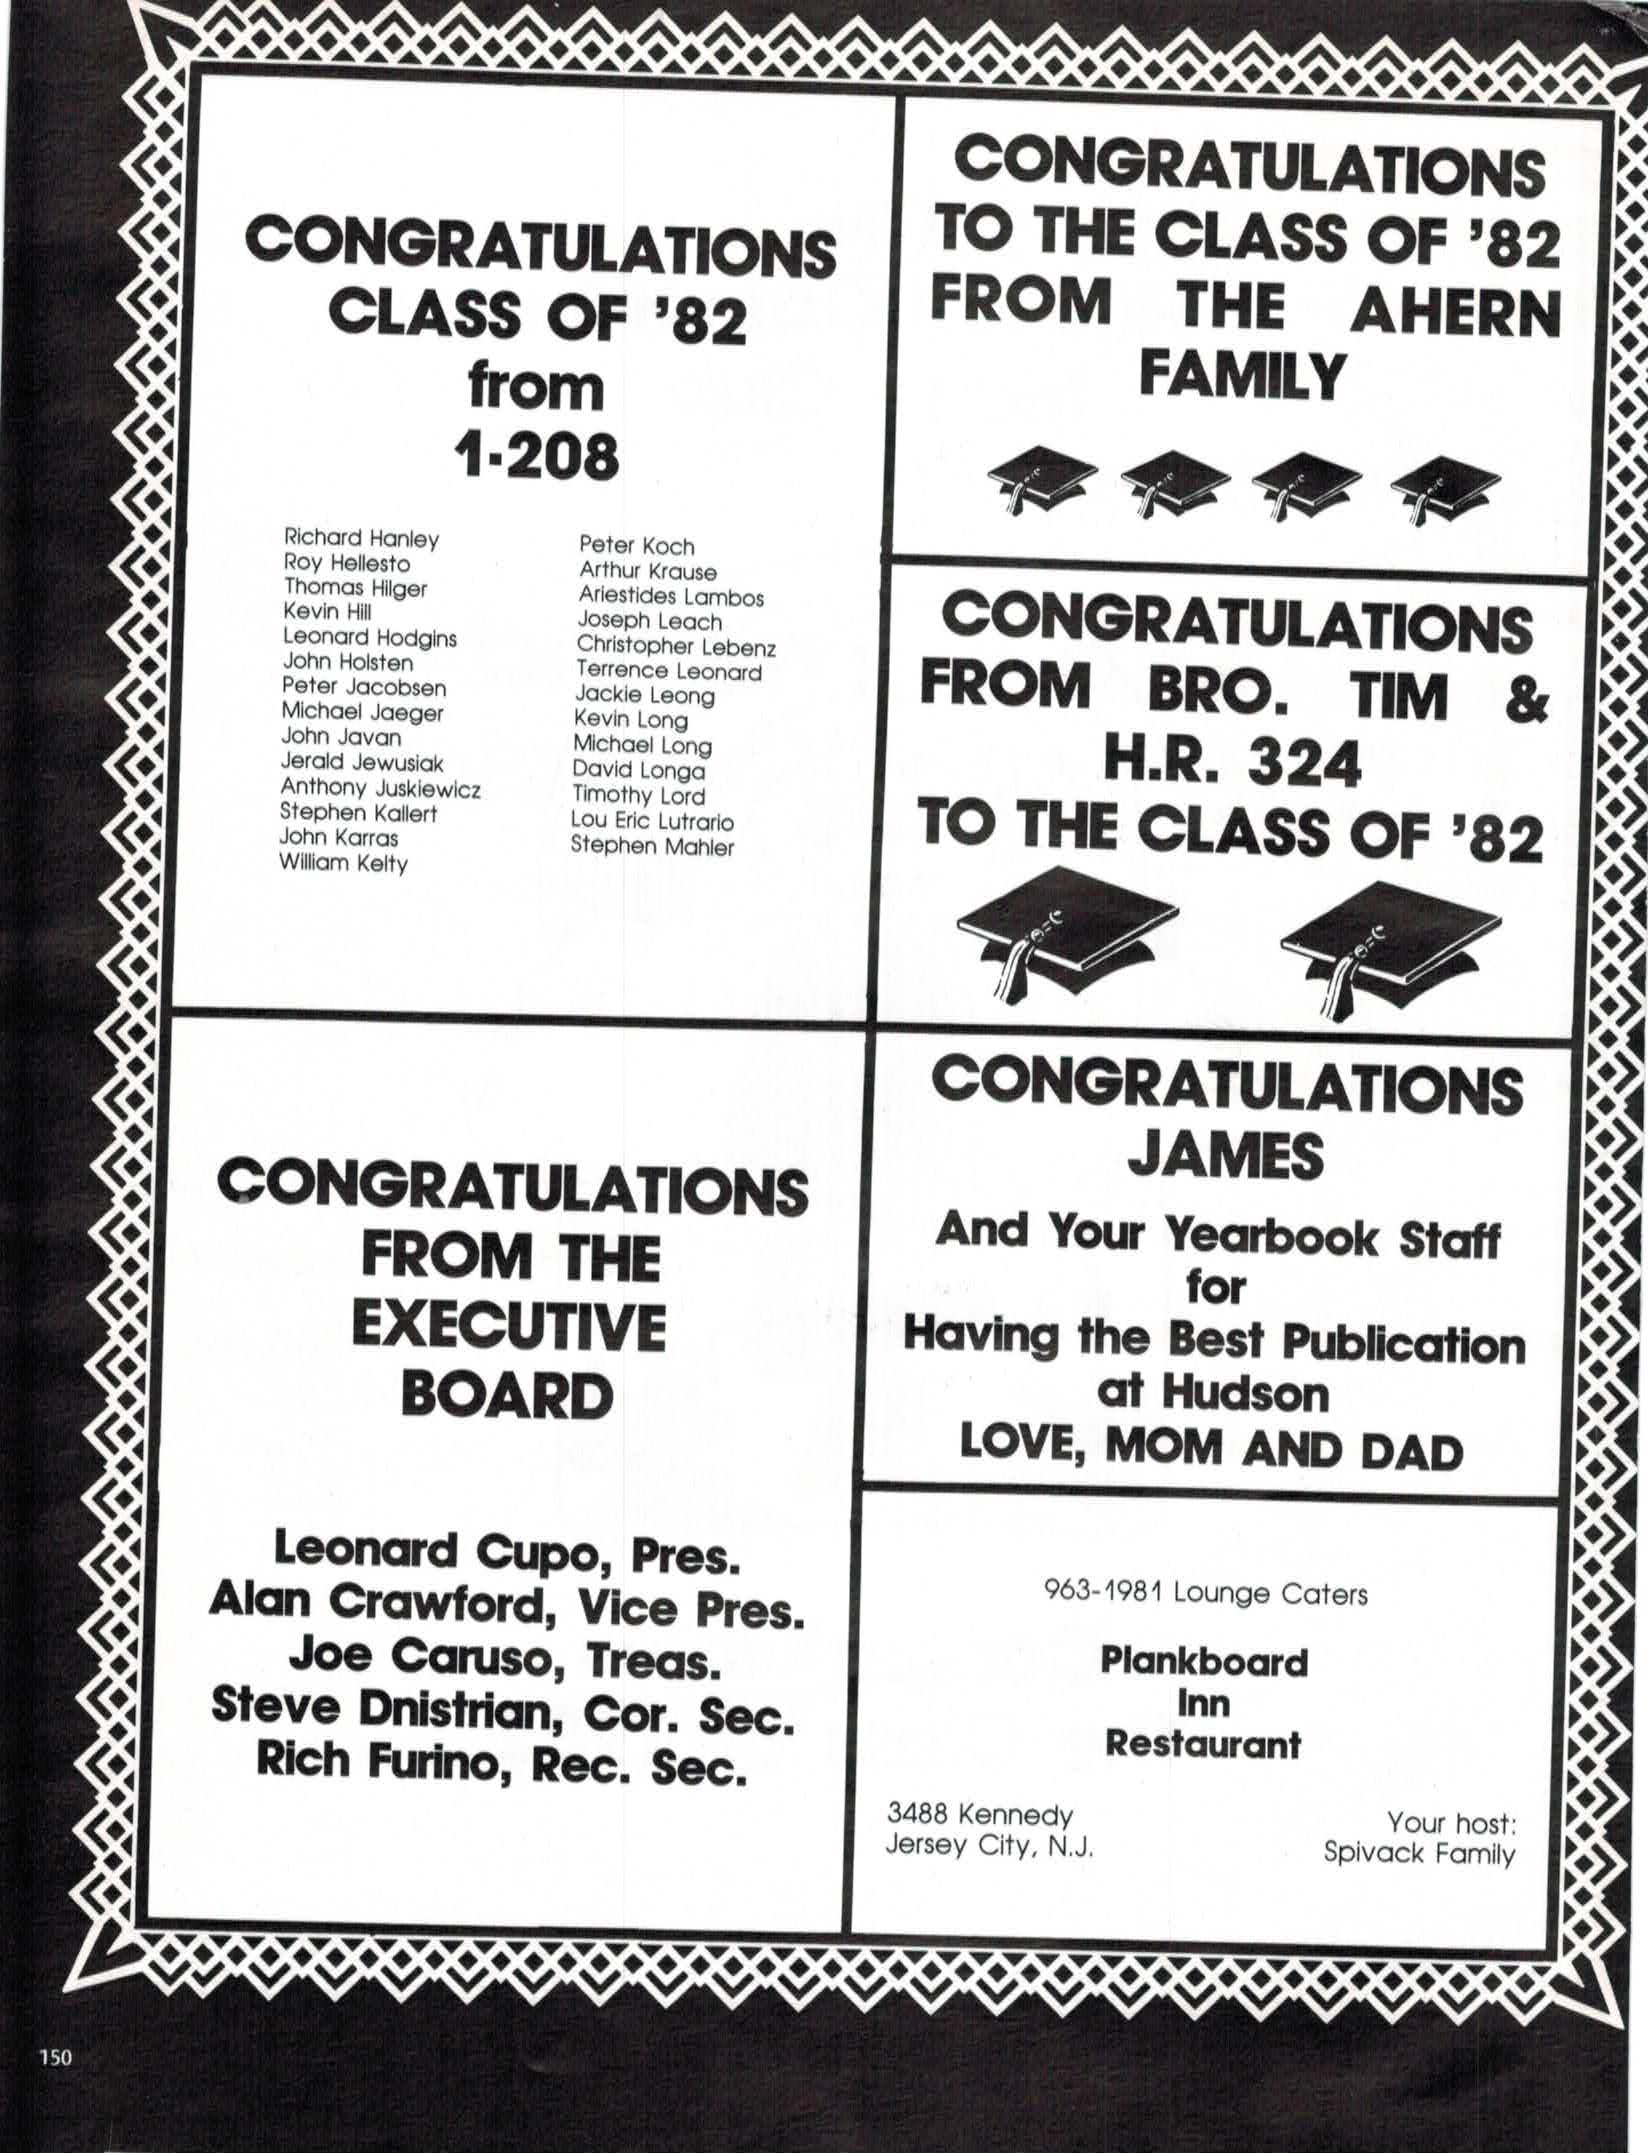 CONGRATULATIONS
CLASS OF '82
from
1-208
Richard Hanley
Roy Hellesto
Thomas Hilger
Kevin Hill
Leonard Hodgins
John Holsten
Peter Jacobsen
Michael Jaeger
John Javan
Jerald Jewusiak
Anthony Juskiewicz
Stephen Kallert
John Karras
William Kelty
Peter Koch
Arthur Krause
Ariestides Lambos
Joseph Leach
Christopher Lebenz
Terrence Leonard
Jackie Leong
Kevin Long
Michael Long
David Longa
Timothy Lord
Lou Eric Lutrario
Stephen Mahler
CONGRATULATIONS
TO THE CLASS OF '82
FROM THE AHERN
FAMILY
CONGRATULATIONS
FROM BRO. TIM &
H.R. 324
TO THE CLASS OF '82
CONGRATULATIONS
FROM THE
EXECUTIVE
BOARD
Leonard Cupo, Pres.
Alan Crawford, Vice Pres.
Joe Caruso, Treas.
Steve Dnistrian, Cor. Sec.
Rich Furino, Rec. Sec.
CONGRATULATIONS
JAMES
And Your Yearbook Staff
for
Having the Best Publication
at Hudson
LOVE, MOM AND DAD
963-1981 Lounge Caters
Plankboard
Inn
Restaurant
3488 Kennedy
Jersey City, N.J.
Your host:
Spivack Family
150